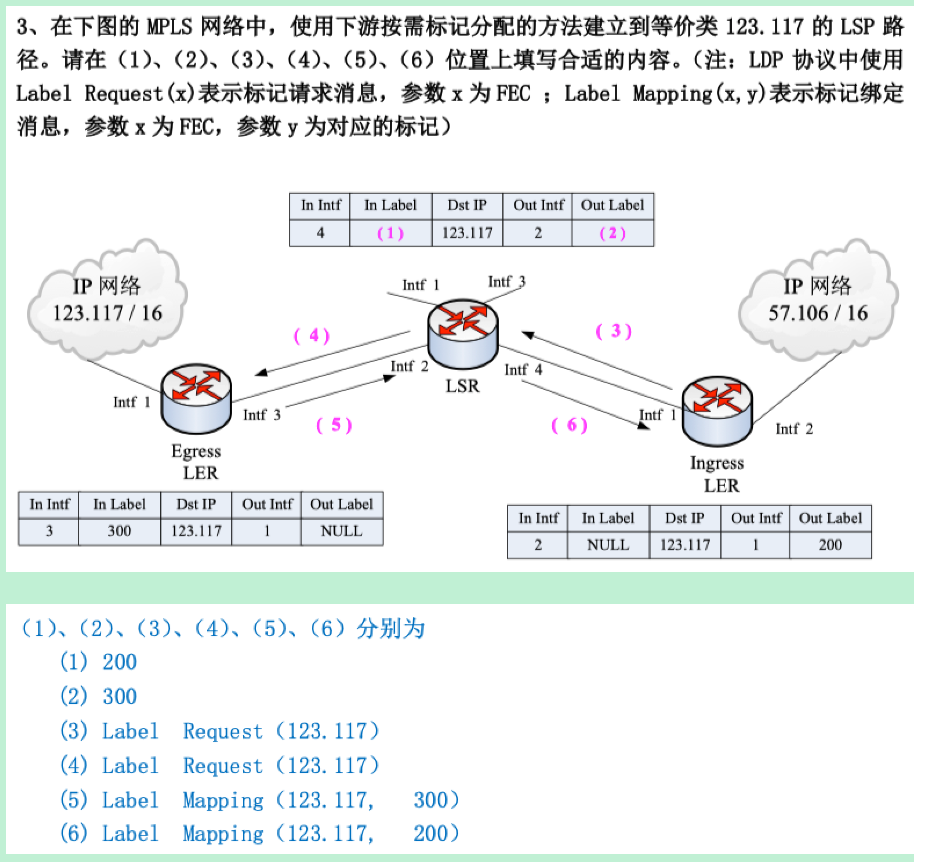 3、在下图的 MPLS 网络中，使用下游按需标记分配的方法建立到等价类 123.117 的 LSP 路
径。请在（1）、（2）、（3）、（4）、（5）、（6）位置上填写合适的内容。（注：LDP 协议中使用
Label Request(x)表示标记请求消息，参数 x 为 FEC ；Label Mapping(x,y)表示标记绑定
消息，参数 x 为 FEC，参数 y 为对应的标记）
In Intf In Label Dst IP Out Intf Out Label
4 (1) 123.117 2 (2)
IP 网络
123.117 / 16
Intf 1
Intf 3
IP 网络
57.106 / 16
(4)
(3)
Intf 2
LSR
Intf 4
Intf 1
Intf 3
(5)
(6)
Intf 1
Intf 2
Egress
LER
Ingress
LER
In Intf In Label Dst IP Out Intf Out Label
3 300 123.117 1 NULL
In Intf In Label Dst IP Out Intf Out Label
2 NULL 123.117 1 200
（1）、（2）、（3）、（4）、（5）、（6）分别为
(1) 200
(2) 300
(3) Label Request（123.117）
(4) Label Request（123.117）
(5) Label Mapping（123.117, 300）
(6) Label Mapping（123.117, 200）